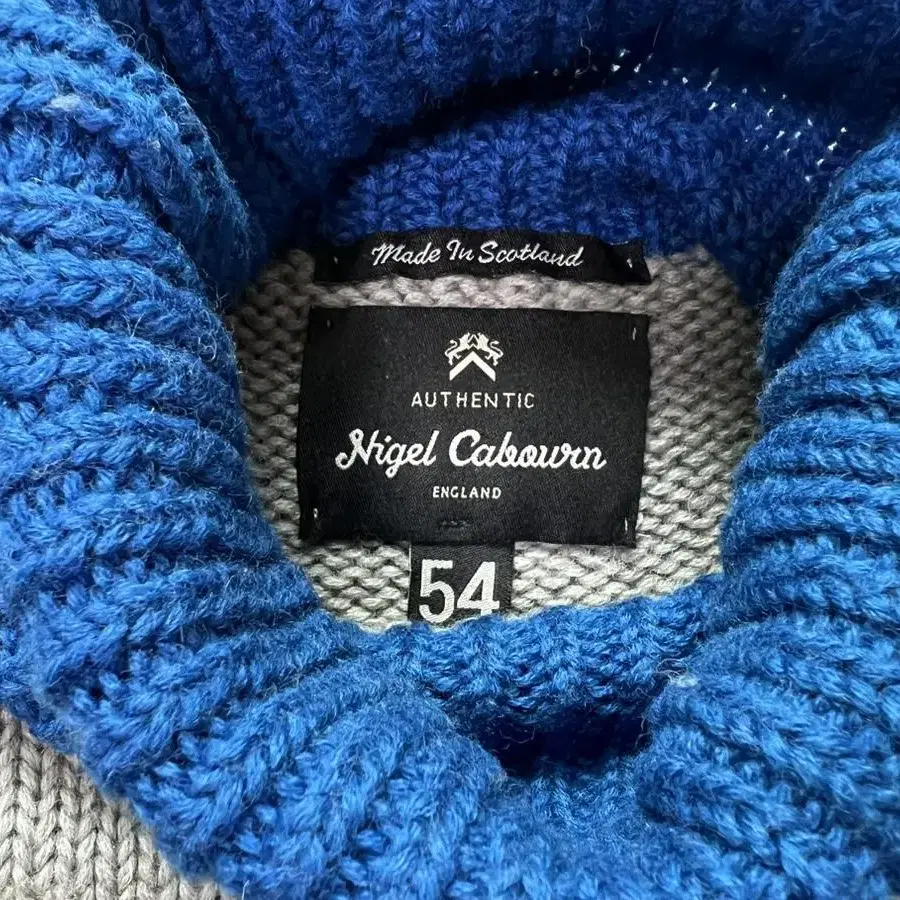 Made In Scotland
AUTHENTIC
Nigel Cabourn
ENGLAND
54